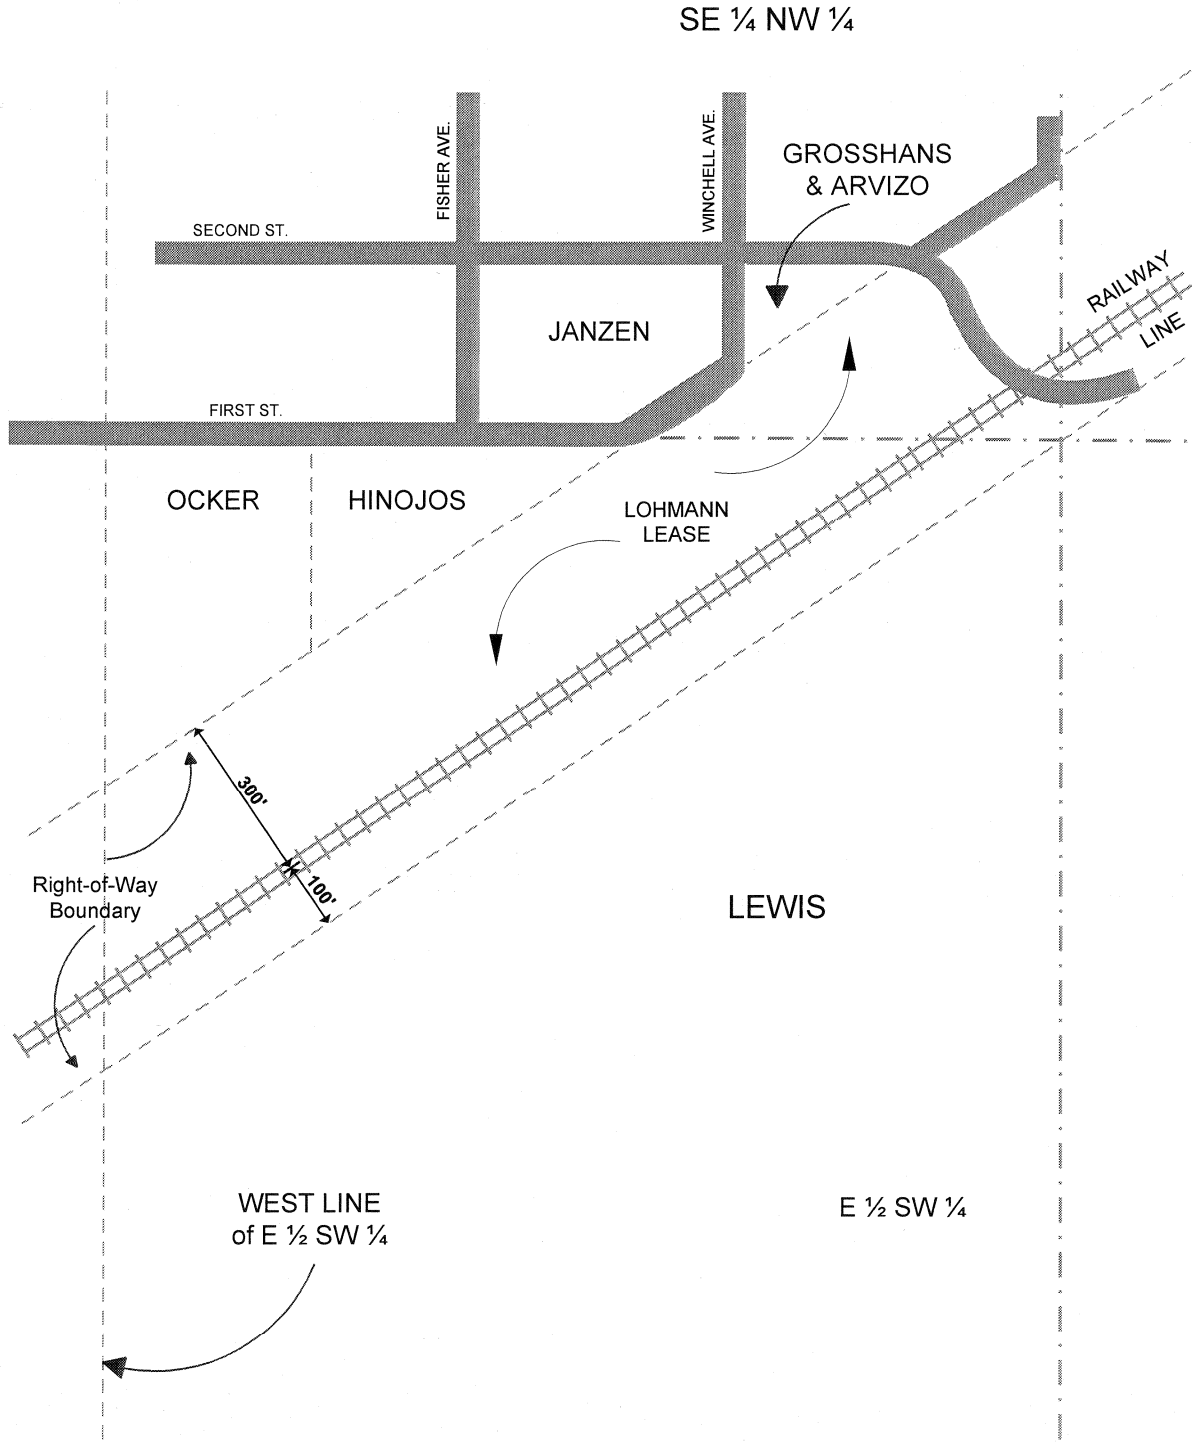 SE ¼ NW ¼
FISHER AVE.
WINCHELL AVE.
GROSSHANS
& ARVIZO
SECOND ST.
RAILWAY
LINE
JANZEN
FIRST ST.
OCKER
HINOJOS
LOHMANN
LEASE
300'
100'
Right-of-Way
Boundary
LEWIS
WEST LINE
of E ½ SW ¼
E ½ SW ¼